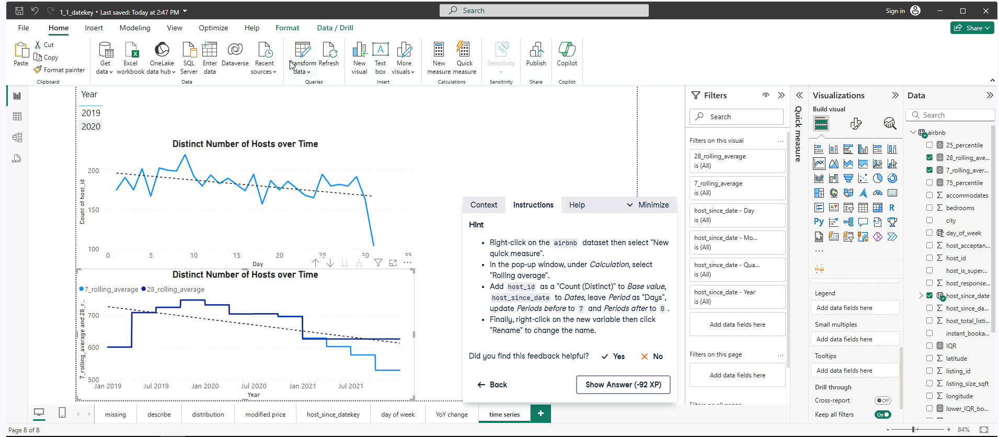 1_1_datekey • Last saved: Today at 2:47 PM
Search
Sign in
File
Home
Insert
Modeling
View
Optimize
Help
Format
Data / Drill
Share
Paste
Cut
Copy
Format painter
Clipboard
Get data
Excel workbook
OneLake data hub
SQL Server
Enter data
Dataverse
Recent sources
Data
Transform data
Refresh
Queries
New visual
Text box
More visuals
Insert
New measure
Quick measure
Calculations
Sensitivity
Sensitivity
Publish
Share
Copilot
Copilot
Year
2019
2020
Distinct Number of Hosts over Time
Count of host_id
200
150
100
0 5 10 15 20 25 30 35
Day
Distinct Number of Hosts over Time
7_rolling_average 28_rolling_average
7_rolling_average and 28_r...
700
600
500
Jan 2019 Jul 2019 Jan 2020 Jul 2020 Jan 2021 Jul 2021
Year
Context
Instructions
Help
Minimize
Hint
• Right-click on the airbnb dataset then select "New
quick measure".
• In the pop-up window, under Calculation, select
"Rolling average".
• Add host_id as a "Count (Distinct)" to Base value,
host_since_date to Dates, leave Period as "Days",
update Periods before to 7 and Periods after to 0 .
• Finally, right-click on the new variable then click
"Rename" to change the name.
Did you find this feedback helpful? Yes No
Back
Show Answer (-92 XP)
Filters
Search
Filters on this visual
...
28_rolling_average
is (All)
7_rolling_average
is (All)
host_since_date - Day
is (All)
host_since_date - Mo...
is (All)
host_since_date - Qua...
is (All)
host_since_date - Year
is (All)
Add data fields here
Filters on this page
...
Add data fields here
Quick measure
Visualizations
Build visual
123
R
Py
...
Legend
Add data fields here
Small multiples
Add data fields here
Tooltips
Add data fields here
Drill through
Cross-report
Off
Keep all filters
On
Data
Search
airbnb
25_percentile
28_rolling_ave...
7_rolling_aver...
75_percentile
accommodates
bedrooms
city
day_of_week
host_acceptan...
host_id
host_is_super...
host_response...
host_since_date
host_since_da...
host_total_listi...
instant_booka...
IQR
latitude
listing_id
listing_size_sqft
longitude
lower_IQR_bo...
missing
describe
distribution
modified price
host_since_datekey
day of week
YoY change
time series
+
Page 8 of 8
- + 84%